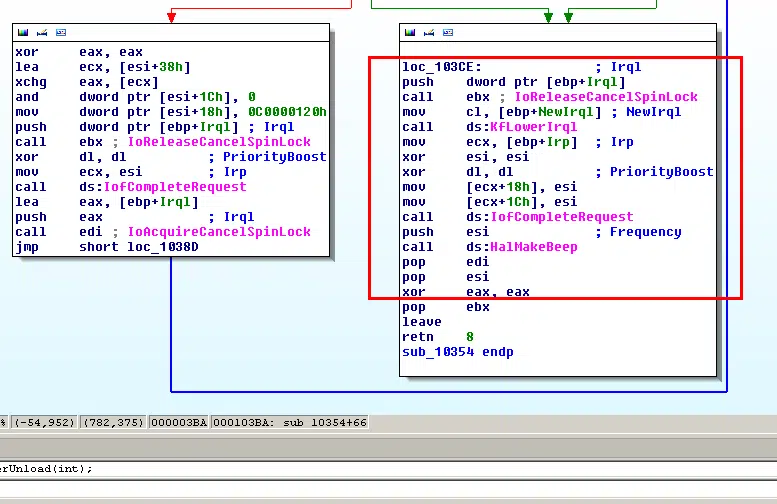 xor     eax, eax
lea     ecx, [esi+38h]
xchg    eax, [ecx]
and     dword ptr [esi+1Ch], 0
mov     dword ptr [esi+18h], 0C0000120h
push    dword ptr [ebp+Irql] ; Irql
call    ebx ; IoReleaseCancelSpinLock
xor     dl, dl          ; PriorityBoost
mov     ecx, esi        ; Irp
call    ds:IofCompleteRequest
lea     eax, [ebp+Irql]
push    eax             ; Irql
call    edi ; IoAcquireCancelSpinLock
jmp     short loc_1038D
loc_103CE:              ; Irql
push    dword ptr [ebp+Irql]
call    ebx ; IoReleaseCancelSpinLock
mov     cl, [ebp+NewIrql] ; NewIrql
call    ds:KfLowerIrql
mov     ecx, [ebp+Irp]  ; Irp
xor     esi, esi
xor     dl, dl          ; PriorityBoost
mov     [ecx+18h], esi
mov     [ecx+1Ch], esi
call    ds:IofCompleteRequest
push    esi             ; Frequency
call    ds:HalMakeBeep
pop     edi
pop     esi
xor     eax, eax
pop     ebx
leave
retn    8
sub_10354 endp
% (-54,952) (782,375) 000003BA 000103BA: sub_10354+66
erUnload(int);